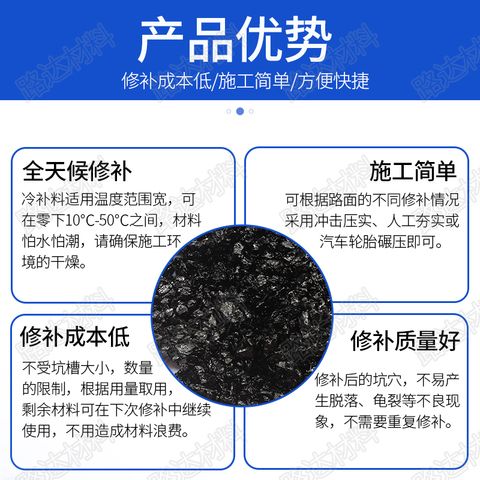 产品优势
修补成本低/施工简单/方便快捷
全天候修补
冷补料适用温度范围宽，可
在零下10°C-50°C之间，材料
怕水怕潮，请确保施工环
境的干燥。
施工简单
可根据路面的不同修补情况
采用冲击压实、人工夯实或
汽车轮胎碾压即可。
修补成本低
不受坑槽大小，数量
的限制，根据用量取用，
剩余材料可在下次修补中继续
使用，不用造成材料浪费。
修补质量好
修补后的坑穴，不易产
生脱落、龟裂等不良现
象，不需要重复修补。
路达材料